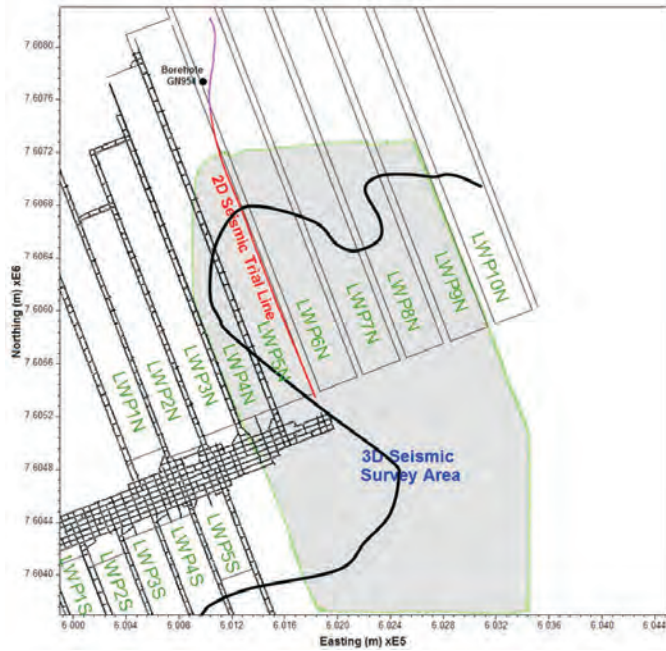 7.6080
7.6076
7.6072
7.6068
7.6064
7.6060
7.6056
7.6052
7.6048
7.6044
7.6040
Northing (m) xE6
Borehole
GN954
2D Seismic Trial Line
LWP1N
LWP2N
LWP3N
LWP4N
LWP5N
LWP6N
LWP7N
LWP8N
LWP9N
LWP10N
3D Seismic
Survey Area
LWP1S
LWP2S
LWP3S
LWP4S
LWP5S
6.000
6.004
6.008
6.012
6.016
6.020
6.024
6.028
6.032
6.036
6.040
6.044
Easting (m) xE5